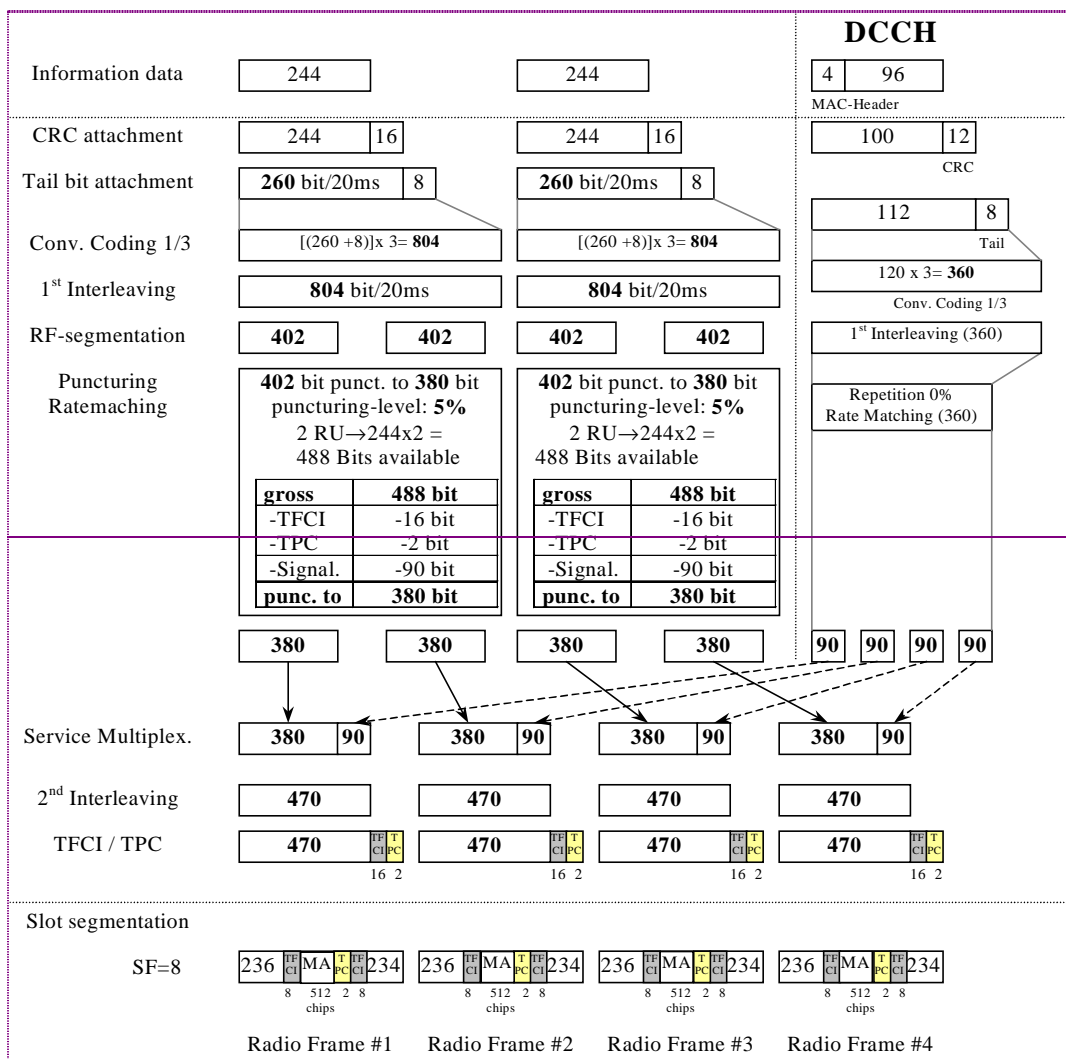 DCCH
Information data 244 244 4 96
MAC-Header
CRC attachment 244 16 244 16 100 12
CRC
Tail bit attachment 260 bit/20ms 8 260 bit/20ms 8
112 8
Tail
Conv. Coding 1/3 [(260 +8)]x 3= 804 [(260 +8)]x 3= 804
120 x 3= 360
Conv. Coding 1/3
1st Interleaving 804 bit/20ms 804 bit/20ms
RF-segmentation 402 402 402 402 1st Interleaving (360)
Puncturing
Ratemaching
402 bit punct. to 380 bit
puncturing-level: 5%
2 RU→244x2 =
488 Bits available
gross 488 bit
-TFCI -16 bit
-TPC -2 bit
-Signal. -90 bit
punc. to 380 bit
402 bit punct. to 380 bit
puncturing-level: 5%
2 RU→244x2 =
488 Bits available
gross 488 bit
-TFCI -16 bit
-TPC -2 bit
-Signal. -90 bit
punc. to 380 bit
Repetition 0%
Rate Matching (360)
380 380 380 380 90 90 90 90
Service Multiplex. 380 90 380 90 380 90 380 90
2nd Interleaving 470 470 470 470
TFCI / TPC 470 TFCI TPC 470 TFCI TPC 470 TFCI TPC 470 TFCI TPC
16 2 16 2 16 2 16 2
Slot segmentation
SF=8 236 TFCI MA TPC TFCI 234 236 TFCI MA TPC TFCI 234 236 TFCI MA TPC TFCI 234 236 TFCI MA TPC TFCI 234
8 512 2 8 8 512 2 8 8 512 2 8 8 512 2 8
chips chips chips chips
Radio Frame #1 Radio Frame #2 Radio Frame #3 Radio Frame #4